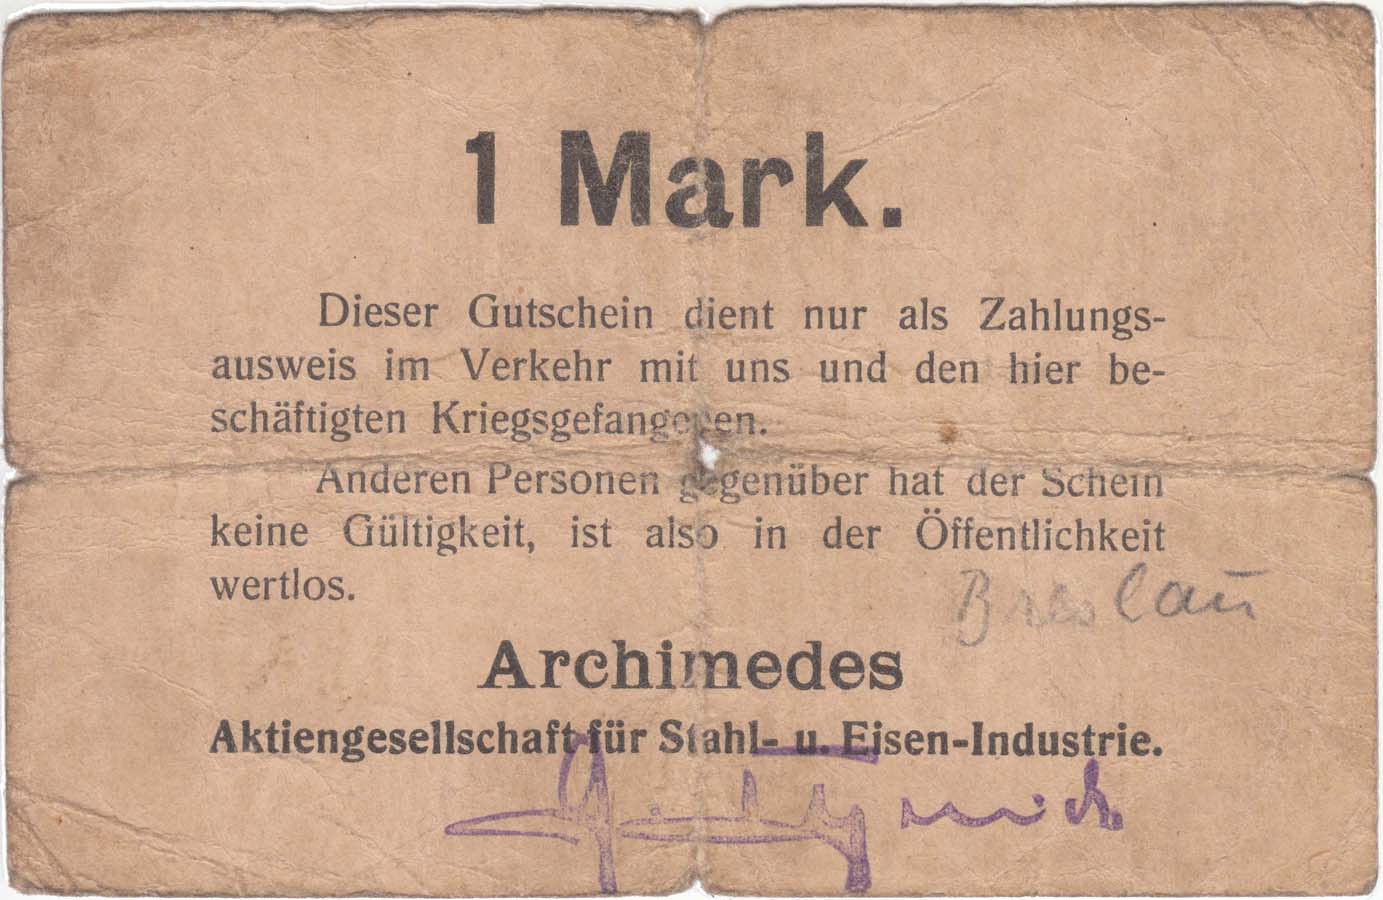 1 Mark.
Dieser Gutschein dient nur als Zahlungs-
ausweis im Verkehr mit uns und den hier be-
schäftigten Kriegsgefangenen.
Anderen Personen gegenüber hat der Schein
keine Gültigkeit, ist also in der Öffentlichkeit
wertlos.
Breslau
Archimedes
Aktiengesellschaft für Stahl- u. Eisen-Industrie.